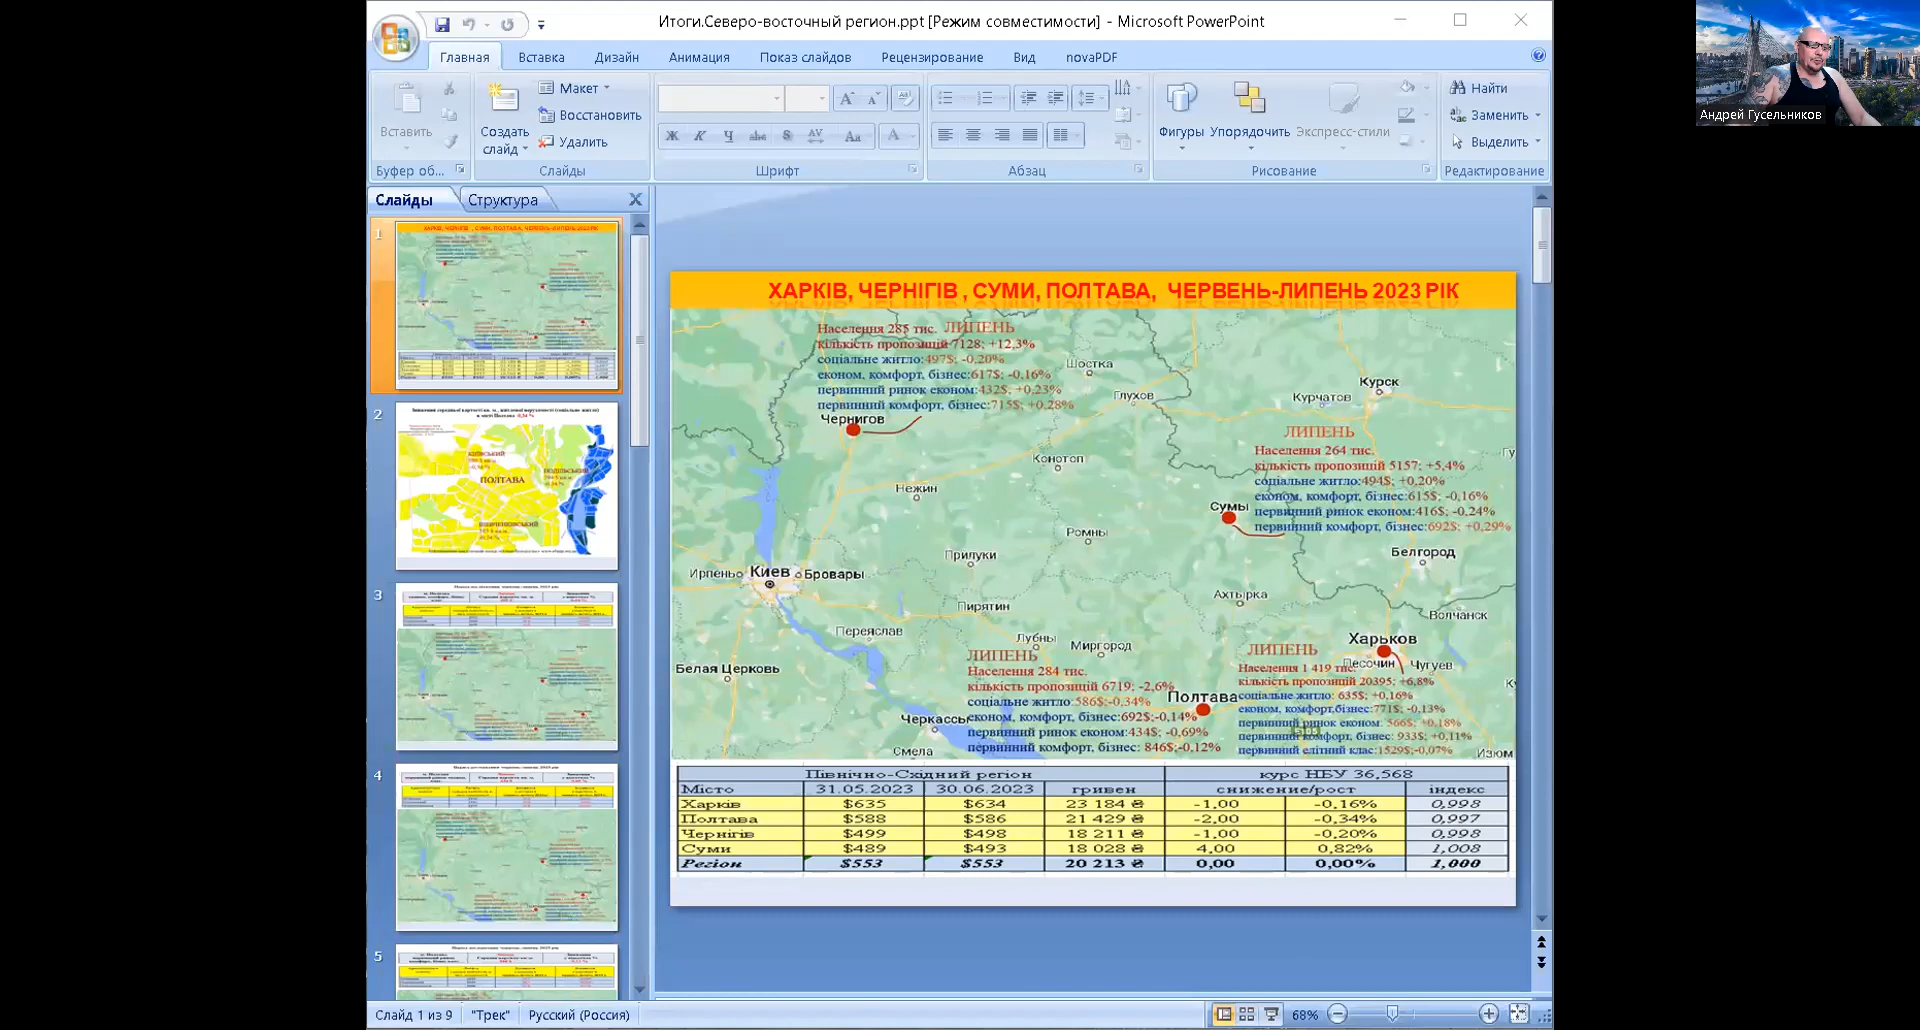 Итоги.Северо-восточный регион.ppt [Режим совместимости] - Microsoft PowerPoint
Главная Вставка Дизайн Анимация Показ слайдов Рецензирование Вид novaPDF
Вставить
Буфер об...
Создать слайд
Макет
Восстановить
Удалить
Слайды
Ж К Ч abc S AV Aa A
Шрифт
Абзац
Фигуры Упорядочить Экспресс-стили
Рисование
Найти
Заменить
Выделить
Редактирование
Андрей Гусельников
Слайды Структура
1
2
ПОЛТАВА
3
4
5
ХАРКІВ, ЧЕРНІГІВ , СУМИ, ПОЛТАВА, ЧЕРВЕНЬ-ЛИПЕНЬ 2023 РІК
Населення 285 тис. ЛИПЕНЬ
кількість пропозицій 7128; +12,3%
соціальне житло:497$; -0,20%
економ, комфорт, бізнес:617$; -0,16%
первинний ринок економ:432$, +0,23%
первинний комфорт, бізнес:715$; +0,28%
Чернигов
Шостка
Глухов
Курск
Курчатов
ЛИПЕНЬ
Населення 264 тис.
кількість пропозицій 5157; +5,4%
соціальне житло:494$; +0,20%
економ, комфорт, бізнес:615$; -0,16%
первинний ринок економ:416$; -0,24%
первинний комфорт, бізнес:692$; +0,29%
Конотоп
Нежин
Сумы
Ромны
Прилуки
Белгород
Ирпень
Киев
Бровары
Пирятин
Ахтырка
Волчанск
Переяслав
Лубны
Миргород
Харьков
Песочин
Чугуев
Белая Церковь
ЛИПЕНЬ
Населення 284 тис.
кількість пропозицій 6719; -2,6%
соціальне житло:586$;-0,34%
економ, комфорт, бізнес:692$;-0,14%
первинний ринок економ:434$, -0,69%
первинний комфорт, бізнес: 846$;-0,12%
Полтава
Черкассы
Смела
ЛИПЕНЬ
Населення 1 419 тис.
кількість пропозицій 20395; +6,8%
соціальне житло: 635$; +0,16%
економ, комфорт,бізнес:771$; -0,13%
первинний ринок економ: 566$; +0,18%
первинний комфорт, бізнес: 933$; +0,11%
первинний елітний клас:1529$;-0,07%
Изюм
Північно-Східний регіон курс НБУ 36,568
Місто 31.05.2023 30.06.2023 гривен снижение/рост індекс
Харків $635 $634 23 184 ₴ -1,00 -0,16% 0,998
Полтава $588 $586 21 429 ₴ -2,00 -0,34% 0,997
Чернігів $499 $498 18 211 ₴ -1,00 -0,20% 0,998
Суми $489 $493 18 028 ₴ 4,00 0,82% 1,008
Регіон $553 $553 20 213 ₴ 0,00 0,00% 1,000
Слайд 1 из 9 "Трек" Русский (Россия) 68%